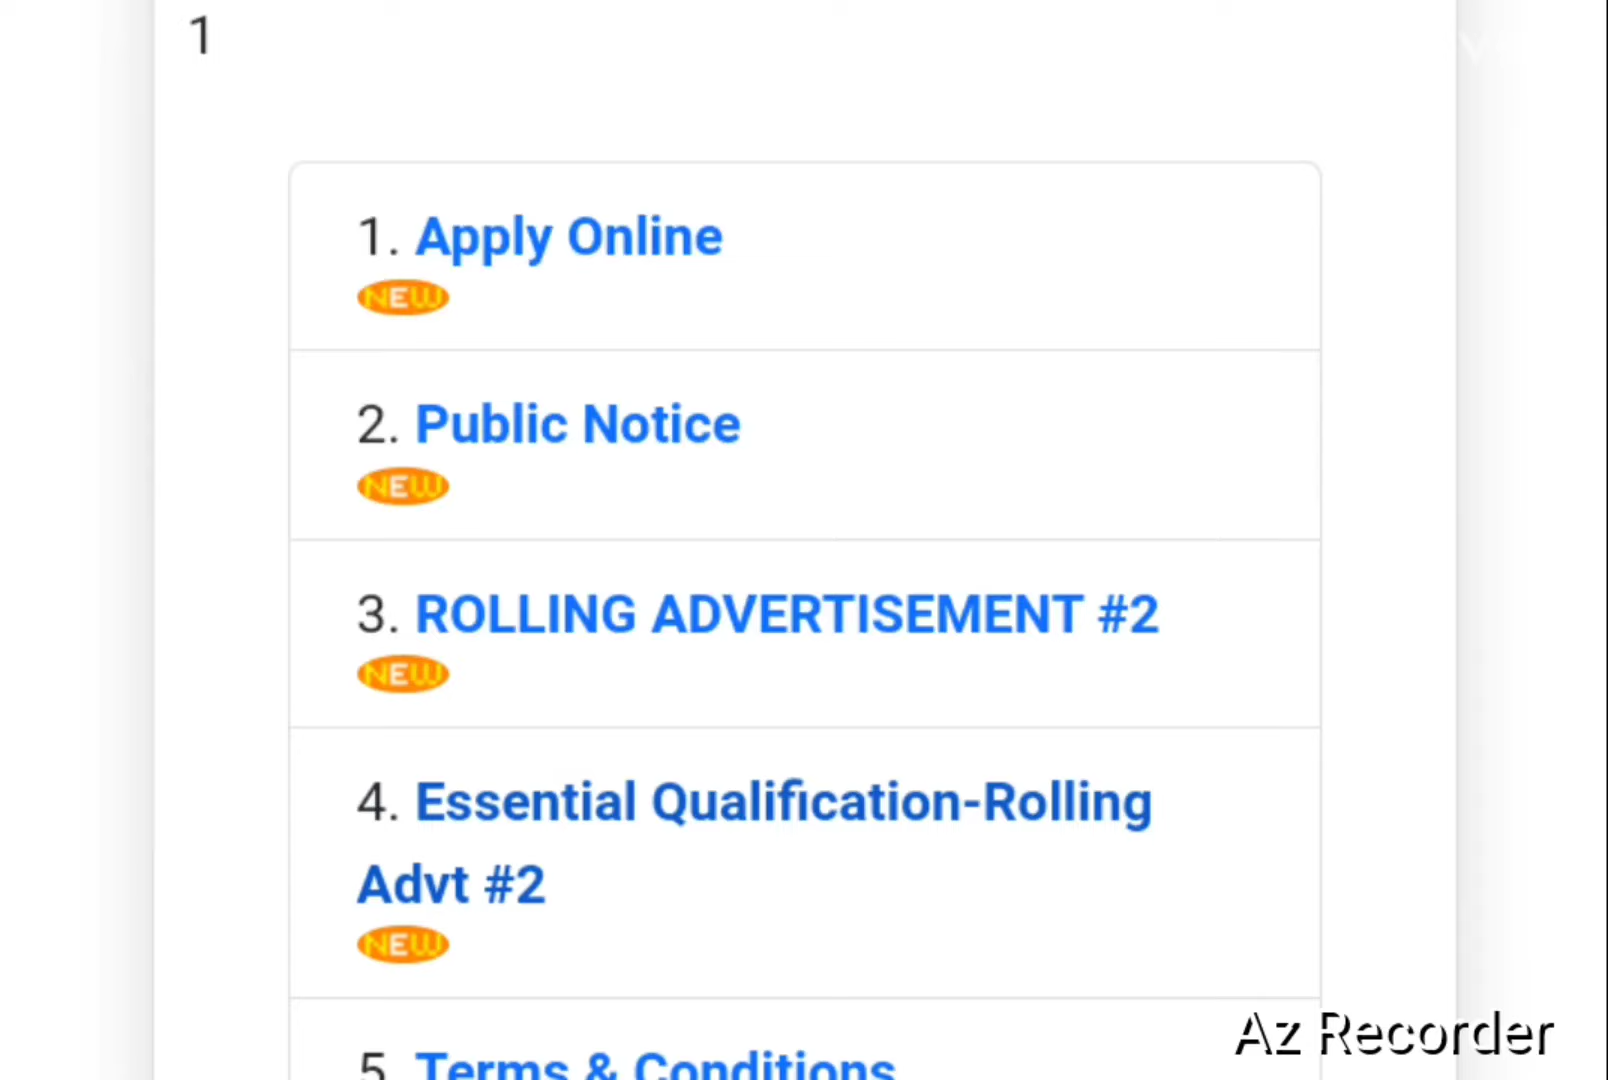 1
1. Apply Online
NEW
2. Public Notice
NEW
3. ROLLING ADVERTISEMENT #2
NEW
4. Essential Qualification-Rolling
Advt #2
NEW
5. Terms & Conditions
Az Recorder